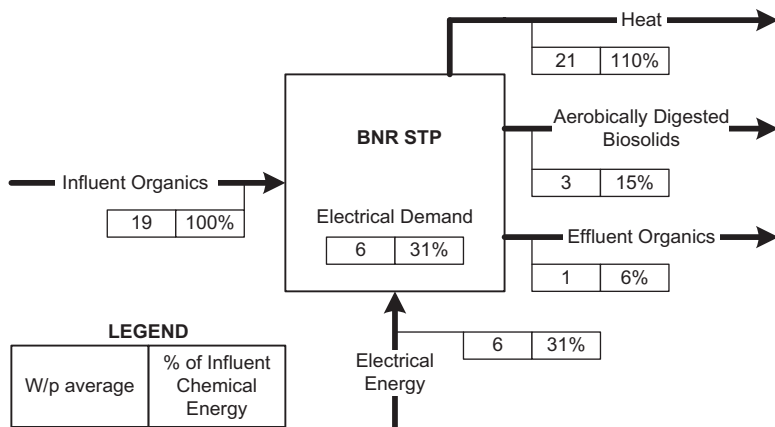 Heat
21 110%
BNR STP
Aerobically Digested
Biosolids
3 15%
Influent Organics
19 100%
Electrical Demand
6 31%
Effluent Organics
1 6%
LEGEND
W/p average
% of Influent
Chemical
Energy
Electrical
Energy
6 31%